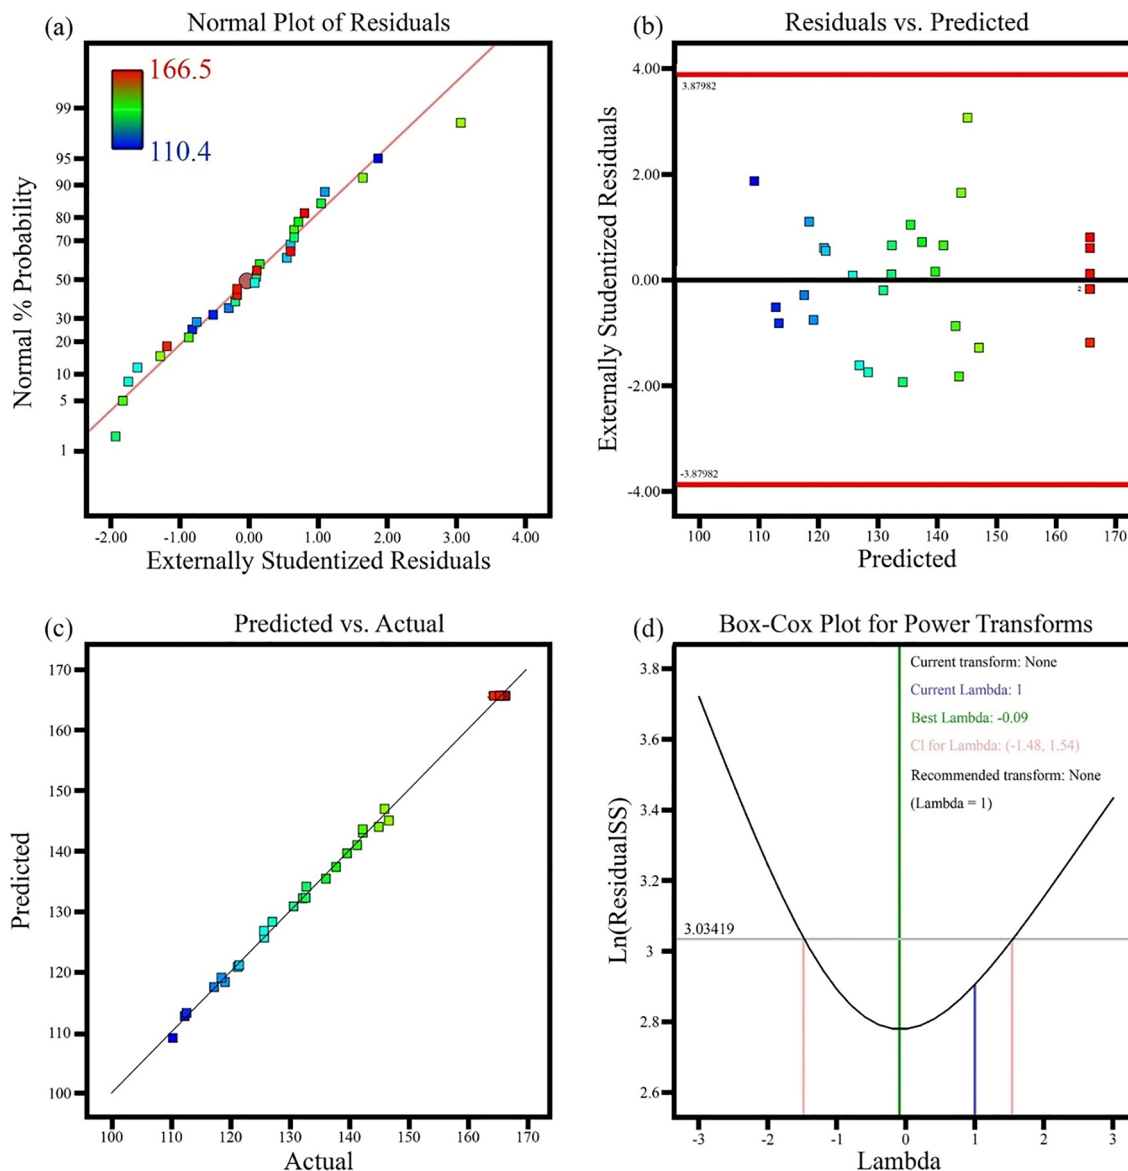 (a)
Normal Plot of Residuals
166.5
110.4
Normal % Probability
99
95
90
80
70
50
30
20
10
5
1
-2.00 -1.00 0.00 1.00 2.00 3.00 4.00
Externally Studentized Residuals
(b)
Residuals vs. Predicted
Externally Studentized Residuals
4.00
3.87982
2.00
0.00
2
-2.00
-3.87982
-4.00
100 110 120 130 140 150 160 170
Predicted
(c)
Predicted vs. Actual
Predicted
170
160
150
140
130
120
110
100
100 110 120 130 140 150 160 170
Actual
(d)
Box-Cox Plot for Power Transforms
Ln(ResidualSS)
3.8
3.6
3.4
3.2
3
2.8
2.6
Current transform: None
Current Lambda: 1
Best Lambda: -0.09
CI for Lambda: (-1.48, 1.54)
Recommended transform: None
(Lambda = 1)
3.03419
-3 -2 -1 0 1 2 3
Lambda